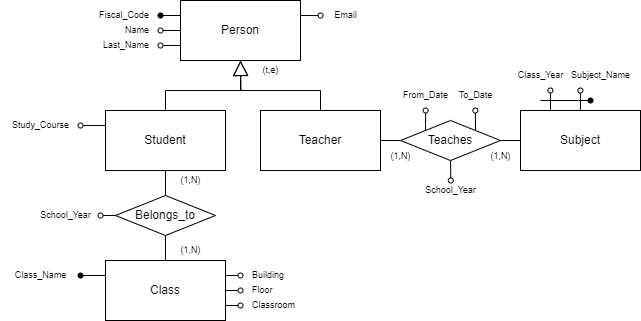 Fiscal_Code
Name
Last_Name
Person
Email
(t,e)
Class_Year Subject_Name
From_Date To_Date
Study_Course
Student
Teacher
Teaches
Subject
(1,N) (1,N)
(1,N)
School_Year
School_Year
Belongs_to
(1,N)
Class_Name
Class
Building
Floor
Classroom